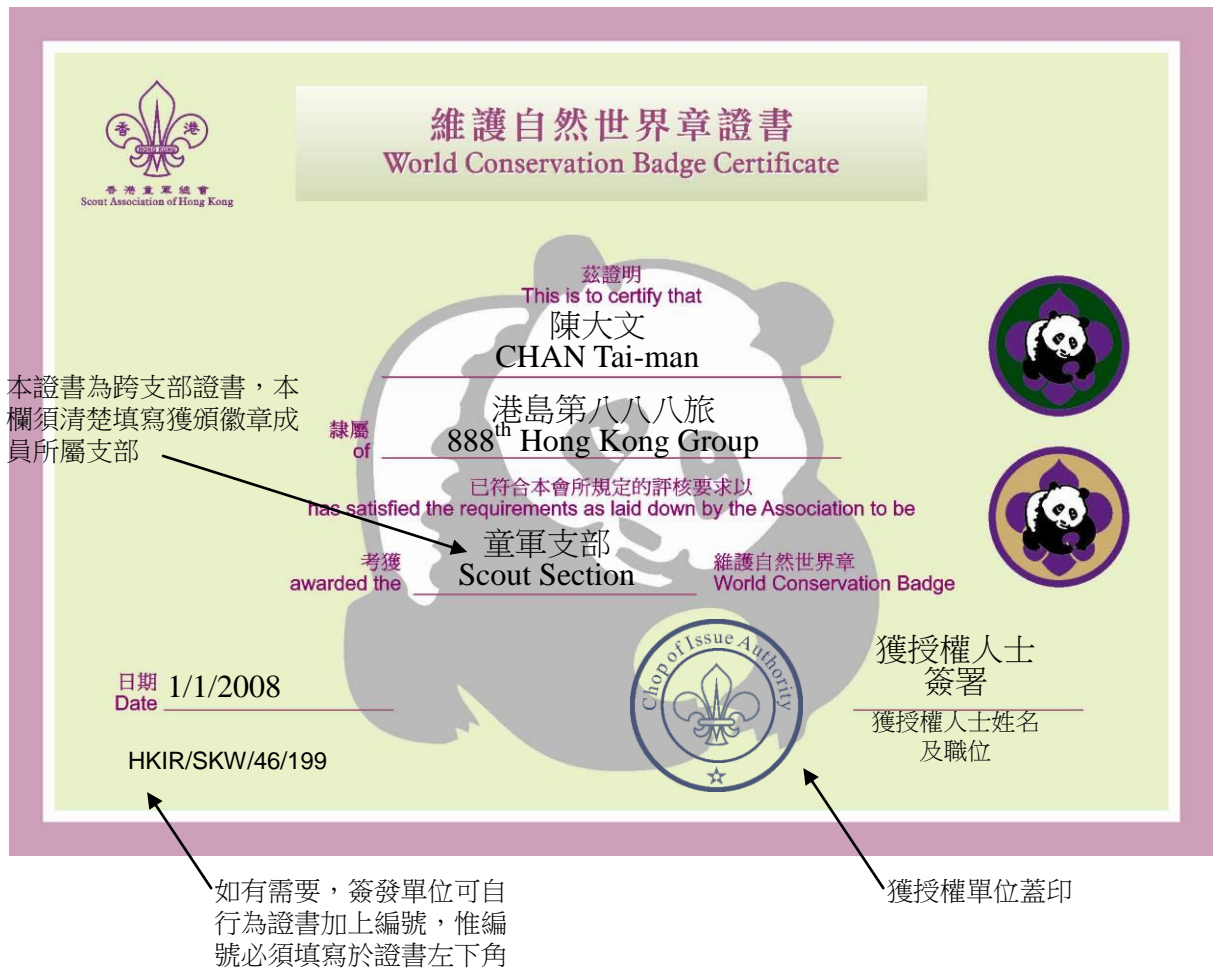 維護自然世界章證書
World Conservation Badge Certificate
香 港
HONG KONG
香港童軍總會
Scout Association of Hong Kong
茲證明
This is to certify that
陳大文
CHAN Tai-man
本證書為跨支部證書，本
欄須清楚填寫獲頒徽章成
員所屬支部
隸屬
of
港島第八八八旅
888th Hong Kong Group
已符合本會所規定的評核要求以
has satisfied the requirements as laid down by the Association to be
考獲
awarded the
童軍支部
Scout Section
維護自然世界章
World Conservation Badge
日期
Date
1/1/2008
Chop of Issue Authority
獲授權人士
簽署
獲授權人士姓名
及職位
HKIR/SKW/46/199
如有需要，簽發單位可自
行為證書加上編號，惟編
號必須填寫於證書左下角
獲授權單位蓋印